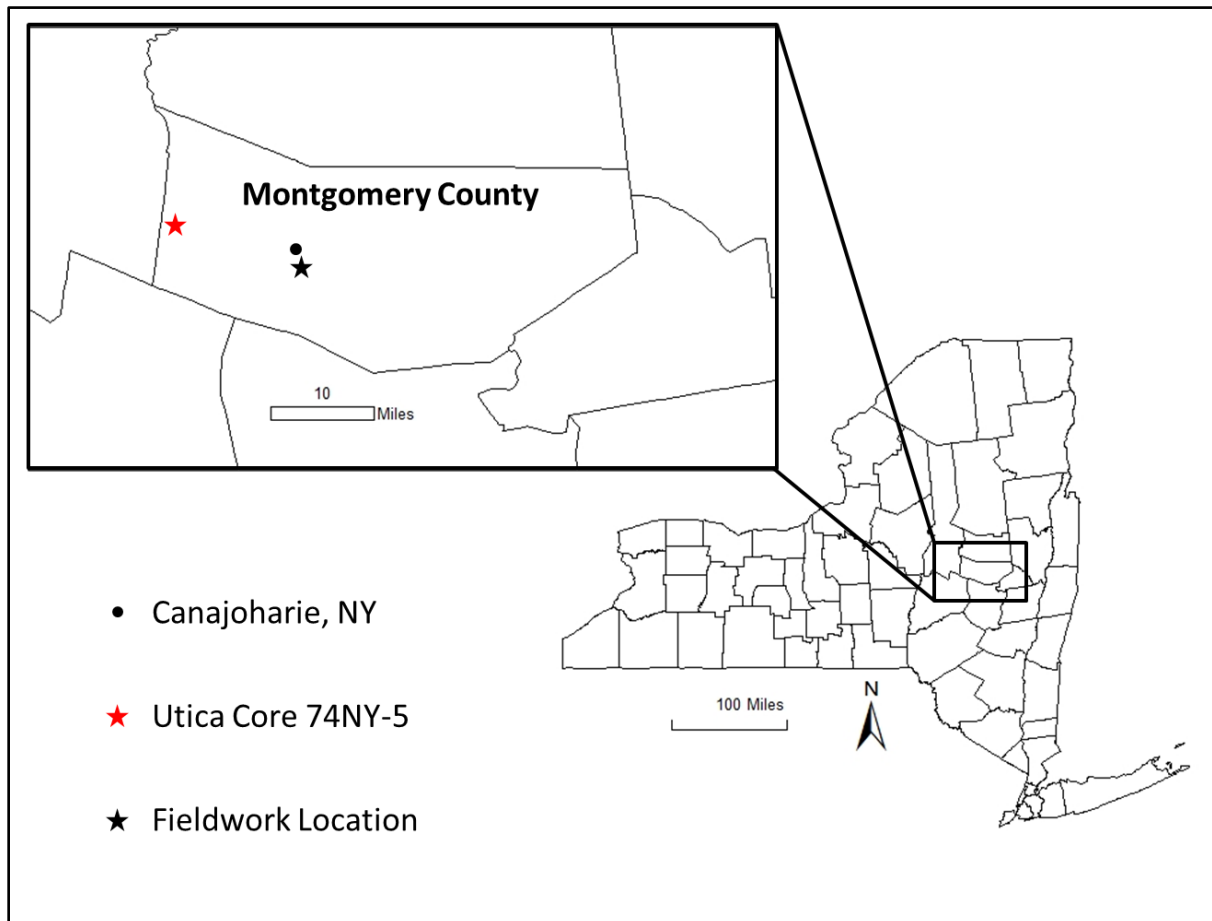 Montgomery County
10
Miles
Canajoharie, NY
Utica Core 74NY-5
Fieldwork Location
100 Miles
N